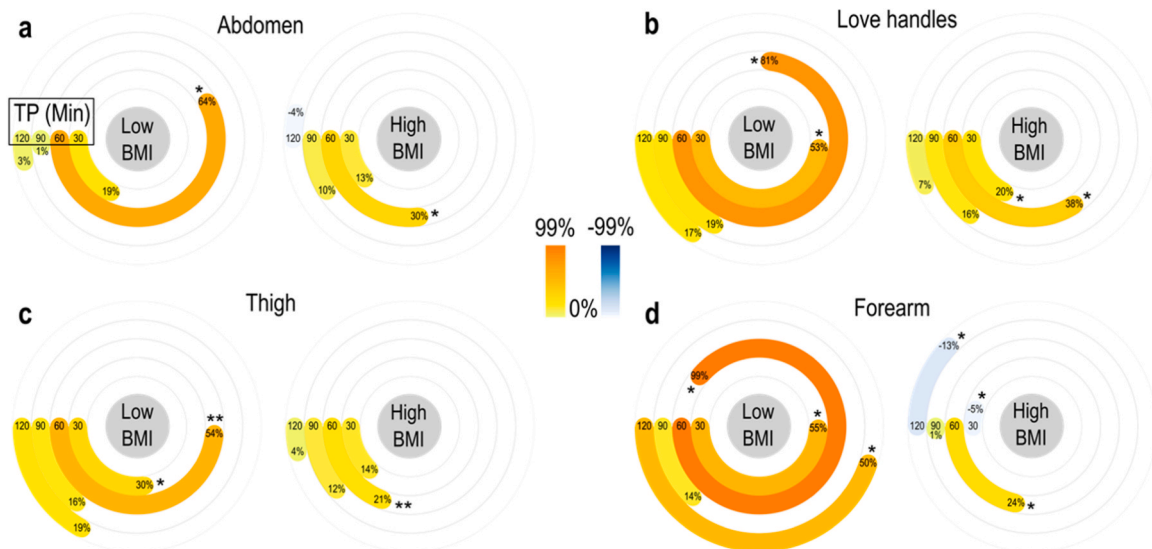 a Abdomen
TP (Min)
120 90 60 30
3% 1% 64% * 19%
Low
BMI
-4%
120 90 60 30
10% 30% * 13%
High
BMI
b Love handles
120 90 60 30
17% 19% 81% * 53% *
Low
BMI
120 90 60 30
7% 16% 38% * 20% *
High
BMI
99% -99%
0%
c Thigh
120 90 60 30
19% 16% 54% ** 30% *
Low
BMI
120 90 60 30
4% 12% 21% ** 14%
High
BMI
d Forearm
120 90 60 30
50% * 14% 99% * 55% *
Low
BMI
-13% * -5% *
120 90 60 30
1% 24% *
High
BMI